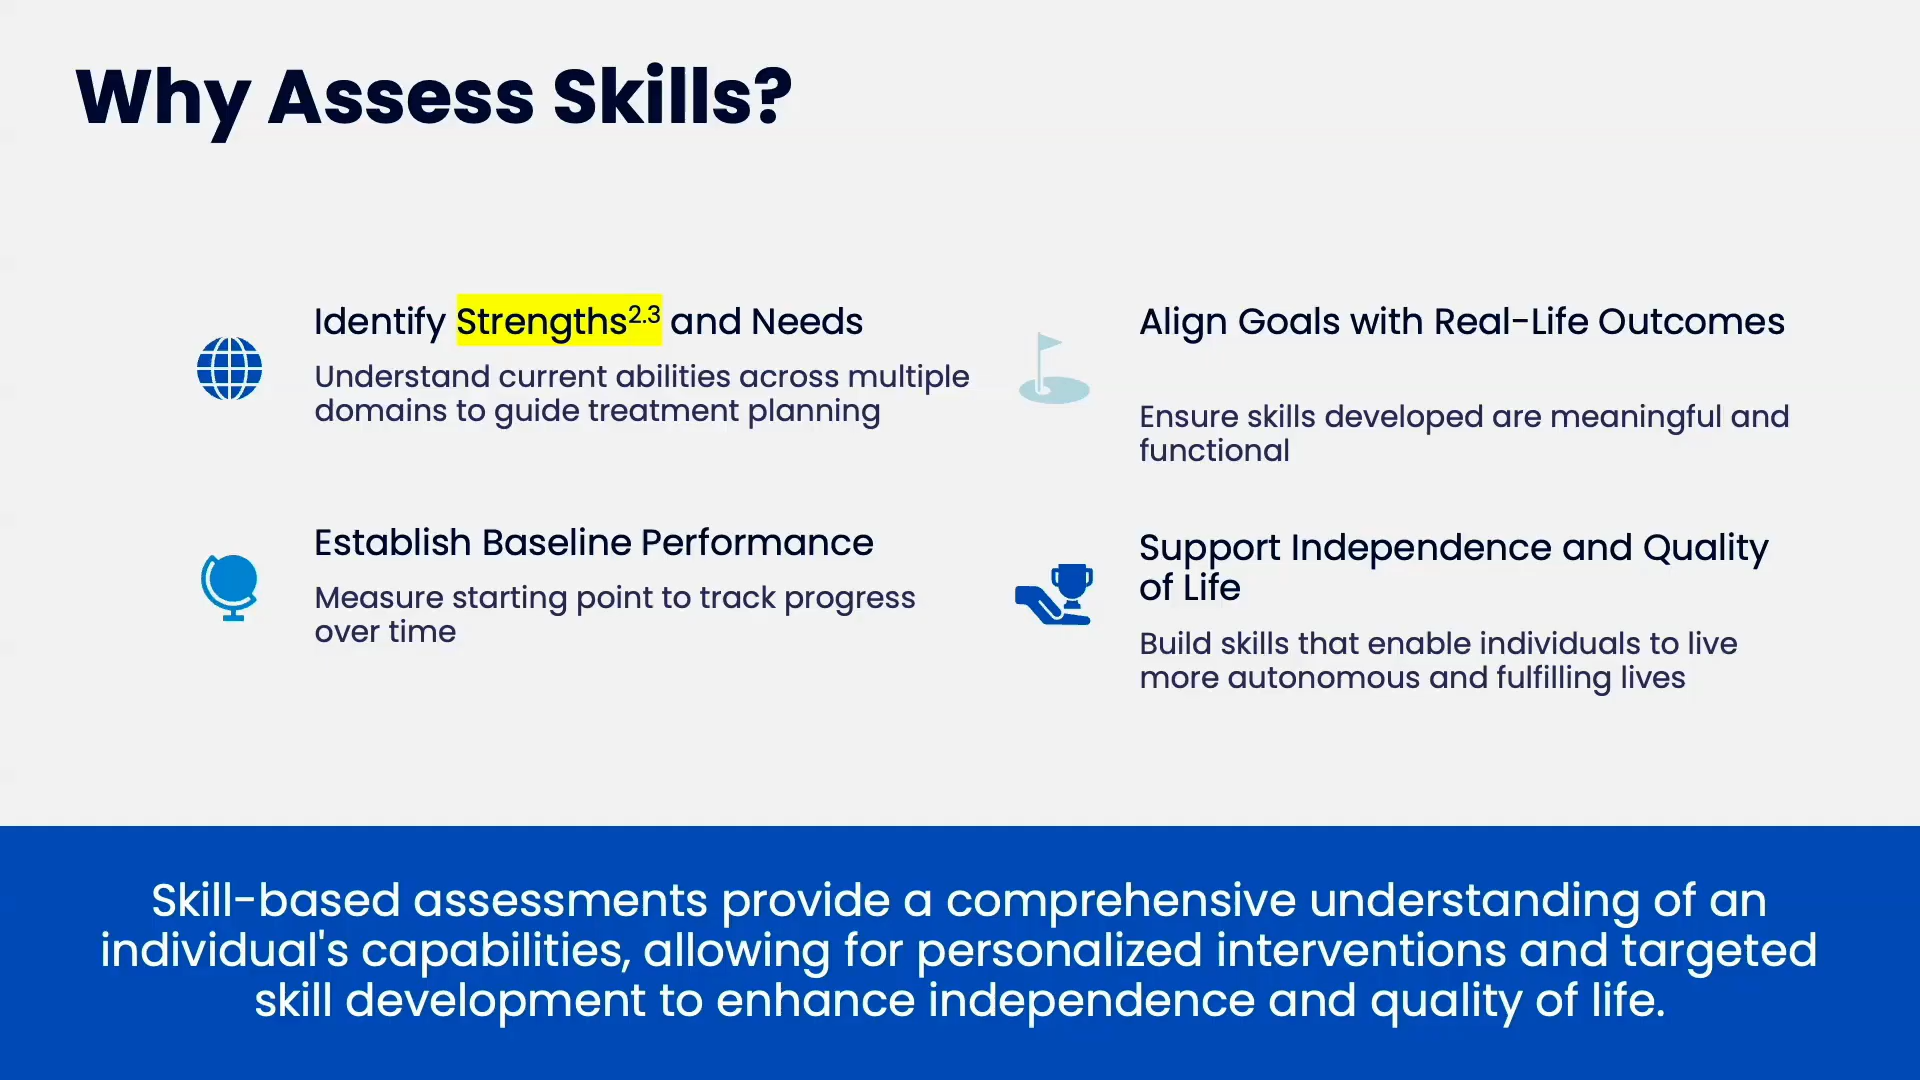 Why Assess Skills?
Identify Strengths2.3 and Needs
Understand current abilities across multiple
domains to guide treatment planning
Align Goals with Real-Life Outcomes
Ensure skills developed are meaningful and
functional
Establish Baseline Performance
Measure starting point to track progress
over time
Support Independence and Quality
of Life
Build skills that enable individuals to live
more autonomous and fulfilling lives
Skill-based assessments provide a comprehensive understanding of an
individual's capabilities, allowing for personalized interventions and targeted
skill development to enhance independence and quality of life.